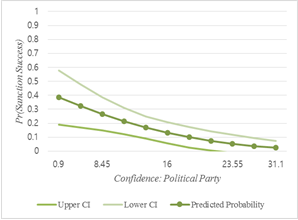 1
0.9
0.8
0.7
0.6
0.5
0.4
0.3
0.2
0.1
0
Pr(Sanction Success)
0.9 8.45 16 23.55 31.1
Confidence: Political Party
Upper CI Lower CI Predicted Probability